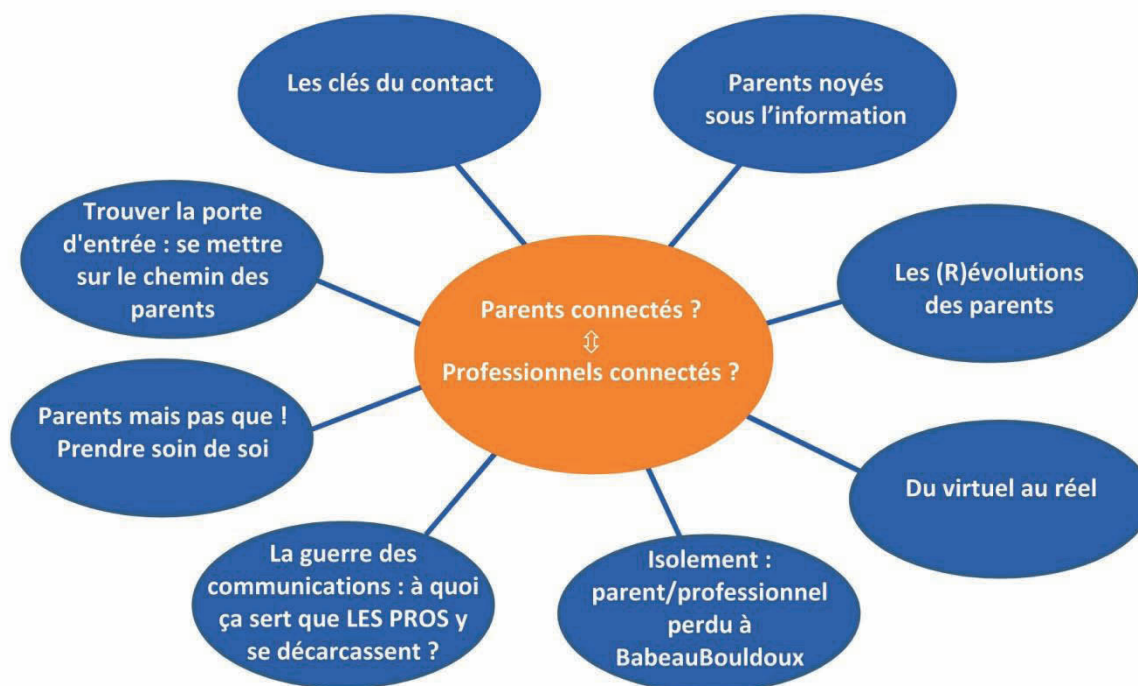 Les clés du contact
Parents noyés
sous l'information
Trouver la porte
d'entrée : se mettre
sur le chemin des
parents
Les (R)évolutions
des parents
Parents connectés ?
⇕
Professionnels connectés ?
Parents mais pas que !
Prendre soin de soi
Du virtuel au réel
La guerre des
communications : à quoi
ça sert que LES PROS y
se décarcassent ?
Isolement :
parent/professionnel
perdu à
BabeauBouldoux